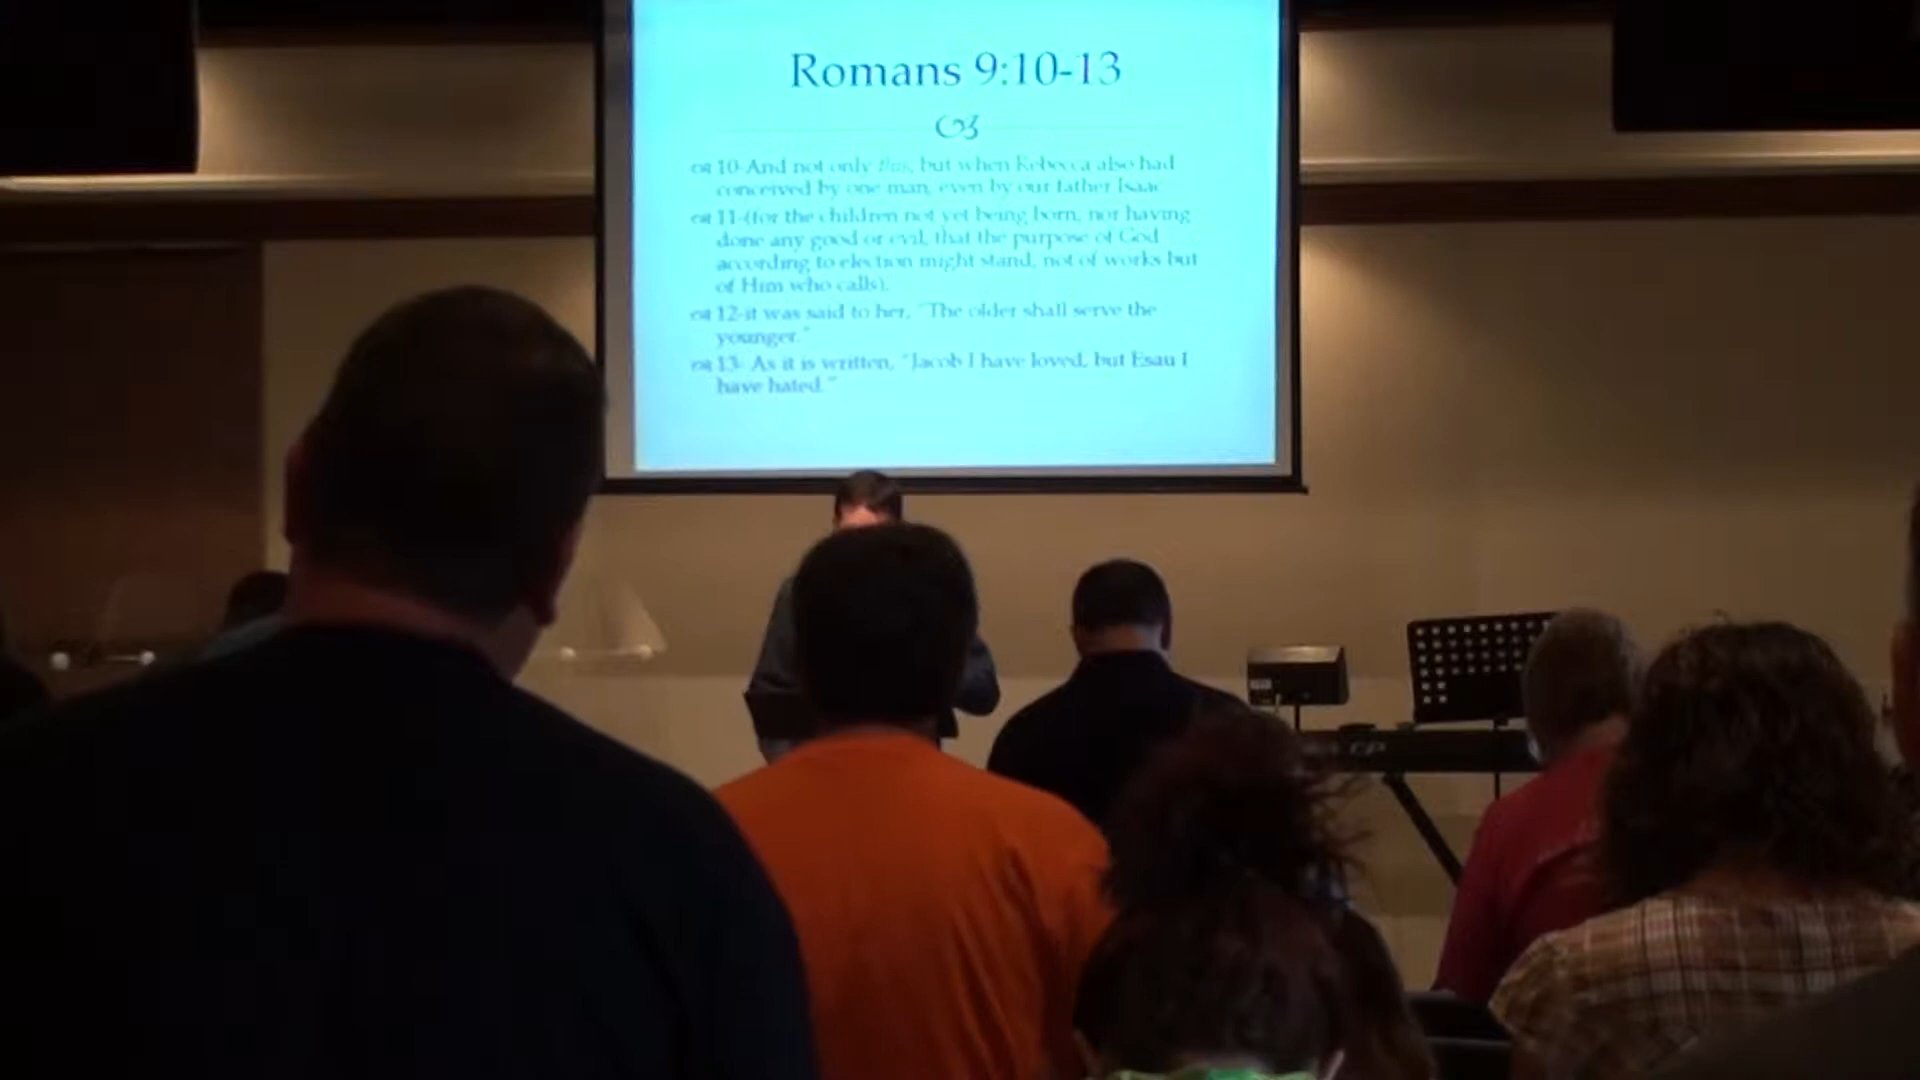 Romans 9:10-13
10-And not only this, but when Rebecca also had
conceived by one man, even by our father Isaac
11-(for the children not yet being born, nor having
done any good or evil, that the purpose of God
according to election might stand, not of works but
of Him who calls),
12-it was said to her, "The older shall serve the
younger."
13- As it is written, "Jacob I have loved, but Esau I
have hated."